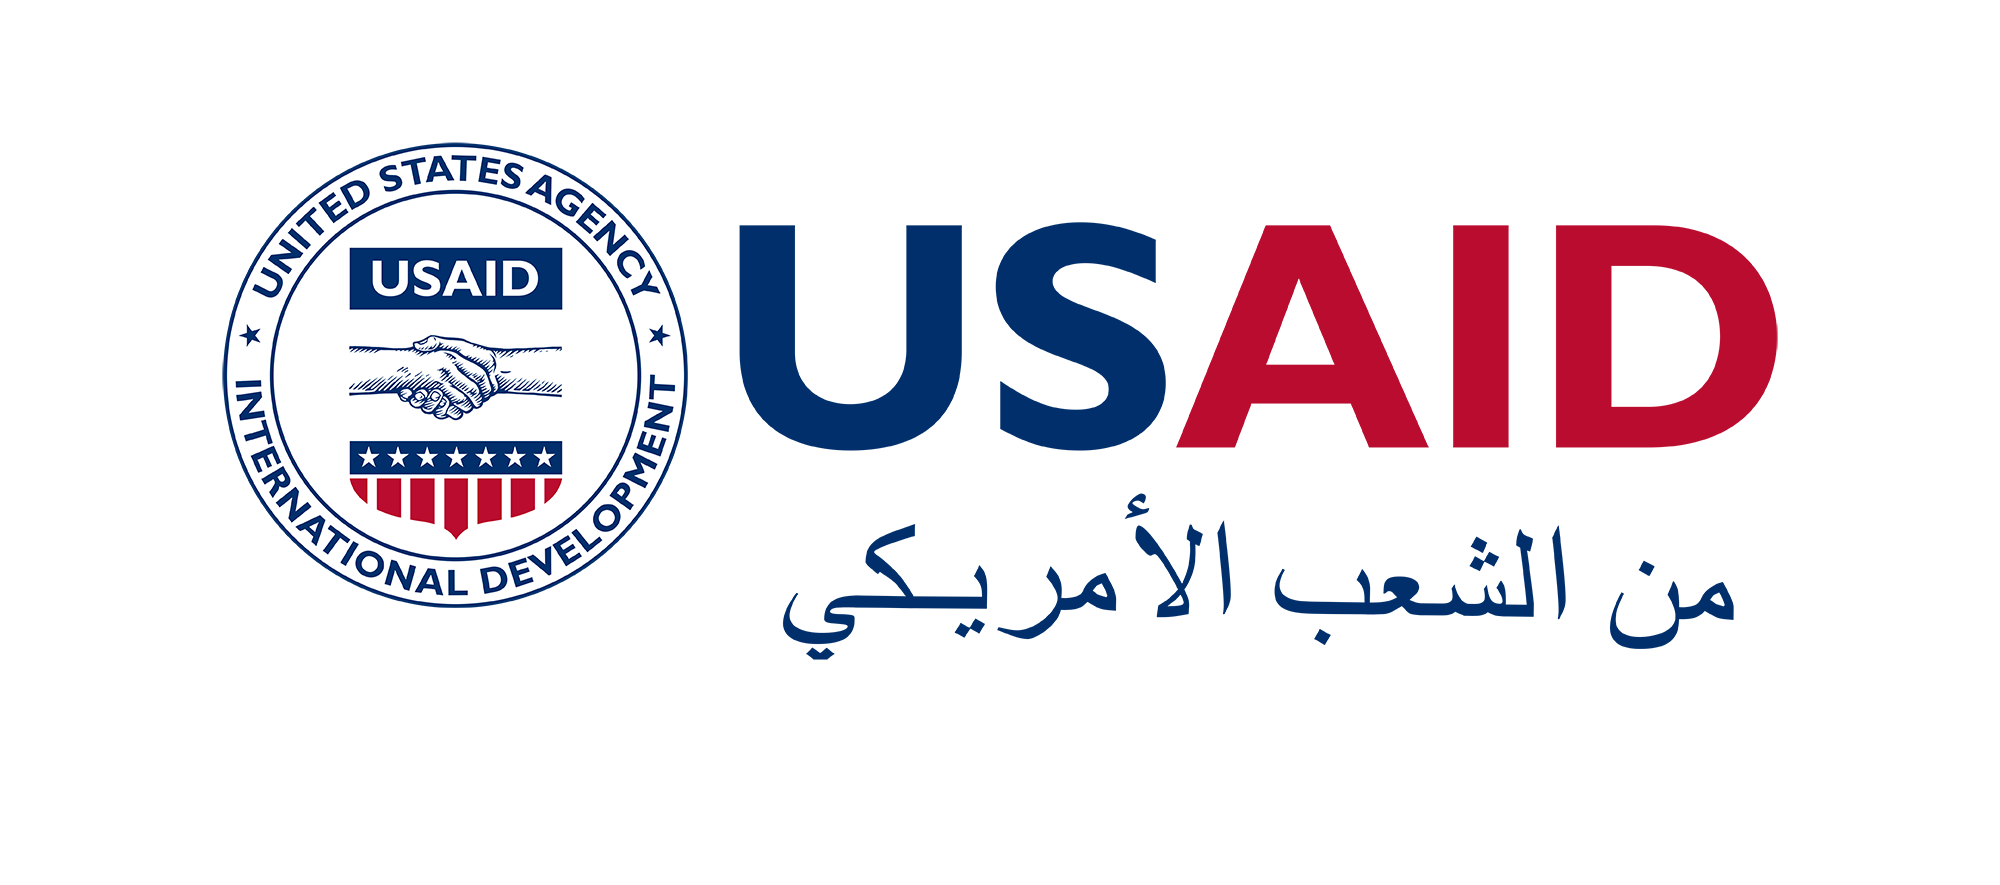 UNITED STATES AGENCY
INTERNATIONAL DEVELOPMENT
USAID
USAID
من الشعب الأمريكي